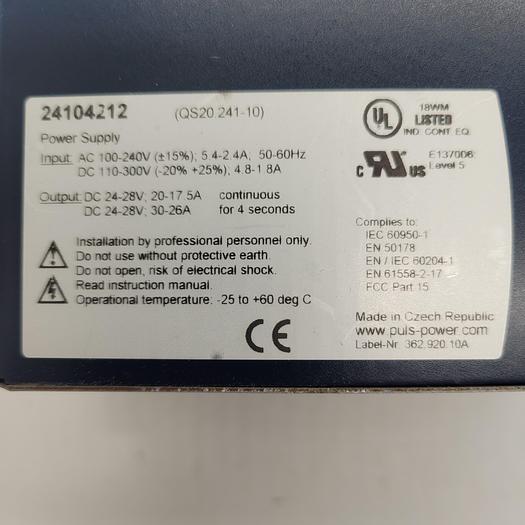 24104212 (QS20.241-10)
Power Supply
Input: AC 100-240V (±15%); 5.4-2.4A; 50-60Hz
DC 110-300V (-20% +25%); 4.8-1.8A
Output: DC 24-28V; 20-17.5A continuous
DC 24-28V; 30-26A for 4 seconds
Installation by professional personnel only.
Do not use without protective earth.
Do not open, risk of electrical shock.
Read instruction manual.
Operational temperature: -25 to +60 deg C
CE
UL
18WM
LISTED
IND. CONT. EQ.
c RU US
E137006
Level 5
Complies to:
IEC 60950-1
EN 50178
EN / IEC 60204-1
EN 61558-2-17
FCC Part 15
Made in Czech Republic
www.puls-power.com
Label-Nr. 362.920.10A